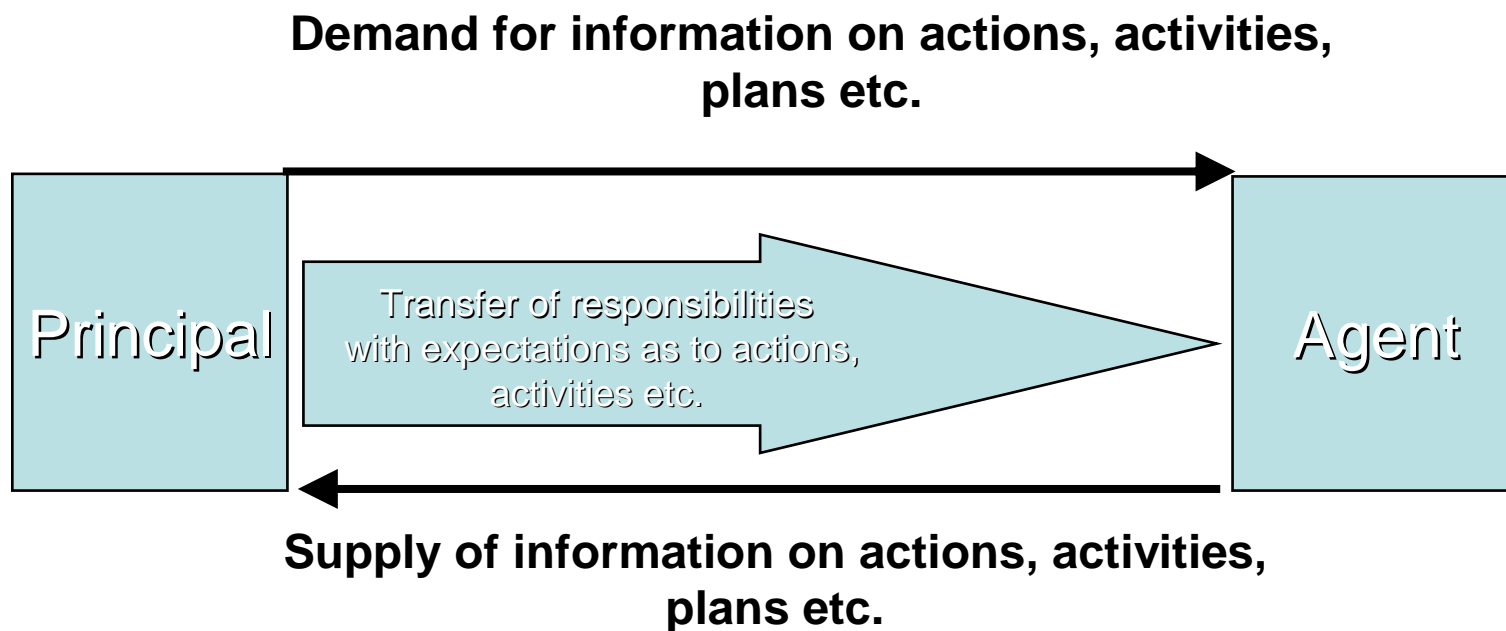 Demand for information on actions, activities,
plans etc.
Principal
Transfer of responsibilities
with expectations as to actions,
activities etc.
Agent
Supply of information on actions, activities,
plans etc.